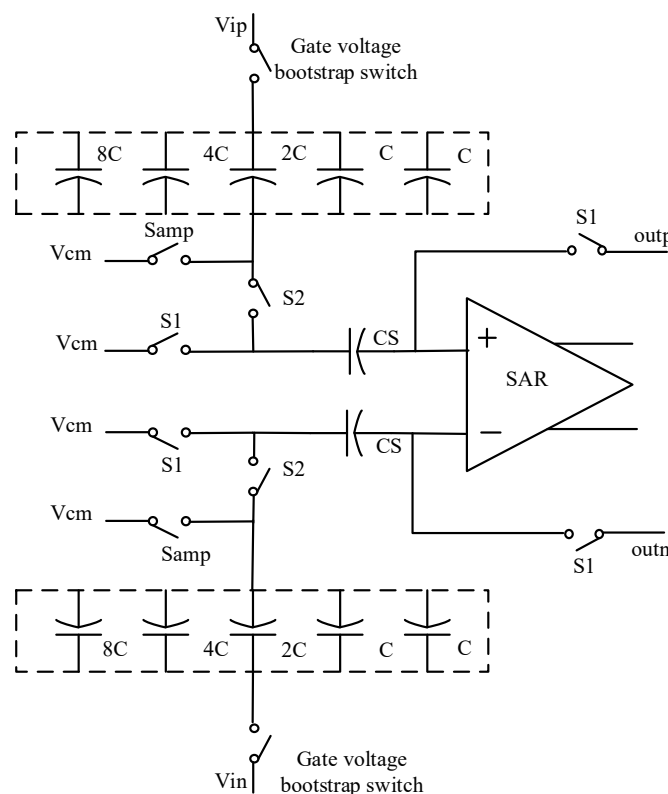 Vip
Gate voltage
bootstrap switch
8C 4C 2C C C
Samp
Vcm
S1
outp
S2
S1
Vcm
CS
+
SAR
Vcm
CS
−
S1
S2
Vcm
Samp
outn
S1
8C 4C 2C C C
Gate voltage
bootstrap switch
Vin